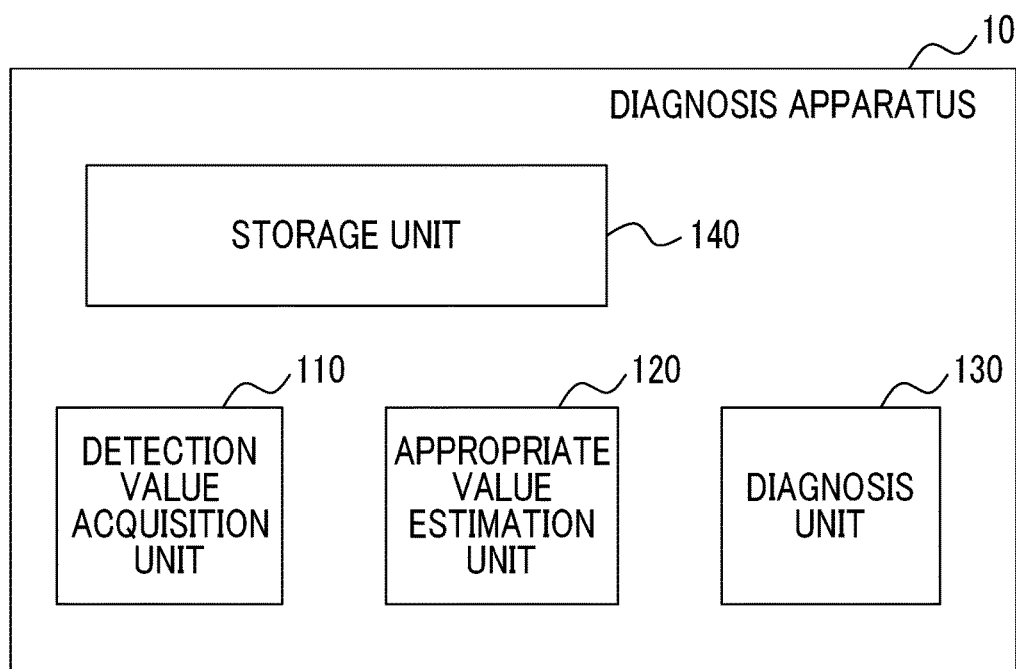 10
DIAGNOSIS APPARATUS
STORAGE UNIT
140
110
120
130
DETECTION
VALUE
ACQUISITION
UNIT
APPROPRIATE
VALUE
ESTIMATION
UNIT
DIAGNOSIS
UNIT